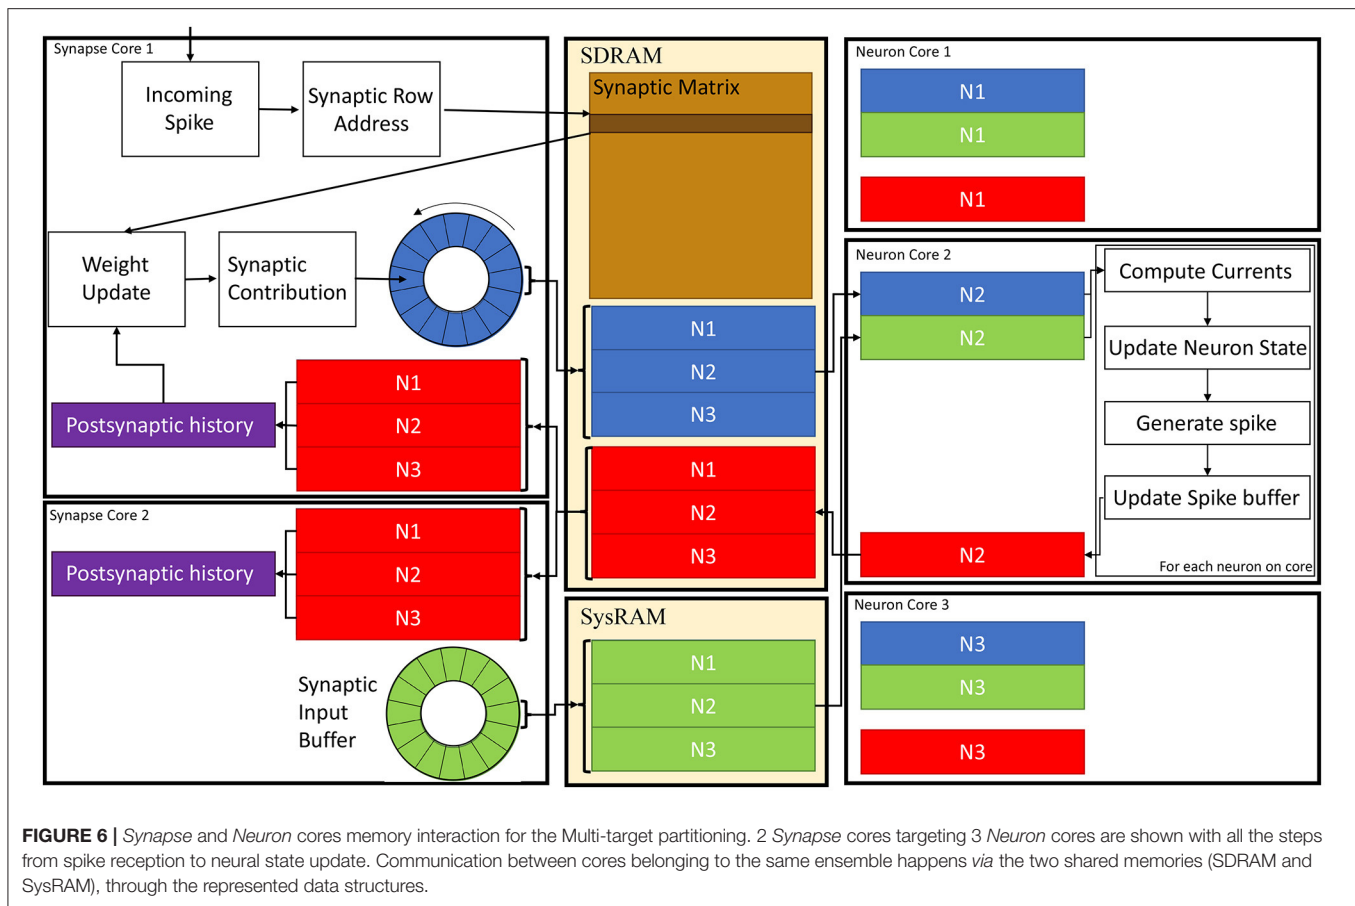 Synapse Core 1
Incoming
Spike
Synaptic Row
Address
Weight
Update
Synaptic
Contribution
Postsynaptic history
N1
N2
N3
Synapse Core 2
Postsynaptic history
N1
N2
N3
Synaptic
Input
Buffer
SDRAM
Synaptic Matrix
N1
N2
N3
N1
N2
N3
SysRAM
N1
N2
N3
Neuron Core 1
N1
N1
N1
Neuron Core 2
N2
N2
N2
Compute Currents
Update Neuron State
Generate spike
Update Spike buffer
For each neuron on core
Neuron Core 3
N3
N3
N3
FIGURE 6 | Synapse and Neuron cores memory interaction for the Multi-target partitioning. 2 Synapse cores targeting 3 Neuron cores are shown with all the steps
from spike reception to neural state update. Communication between cores belonging to the same ensemble happens via the two shared memories (SDRAM and
SysRAM), through the represented data structures.